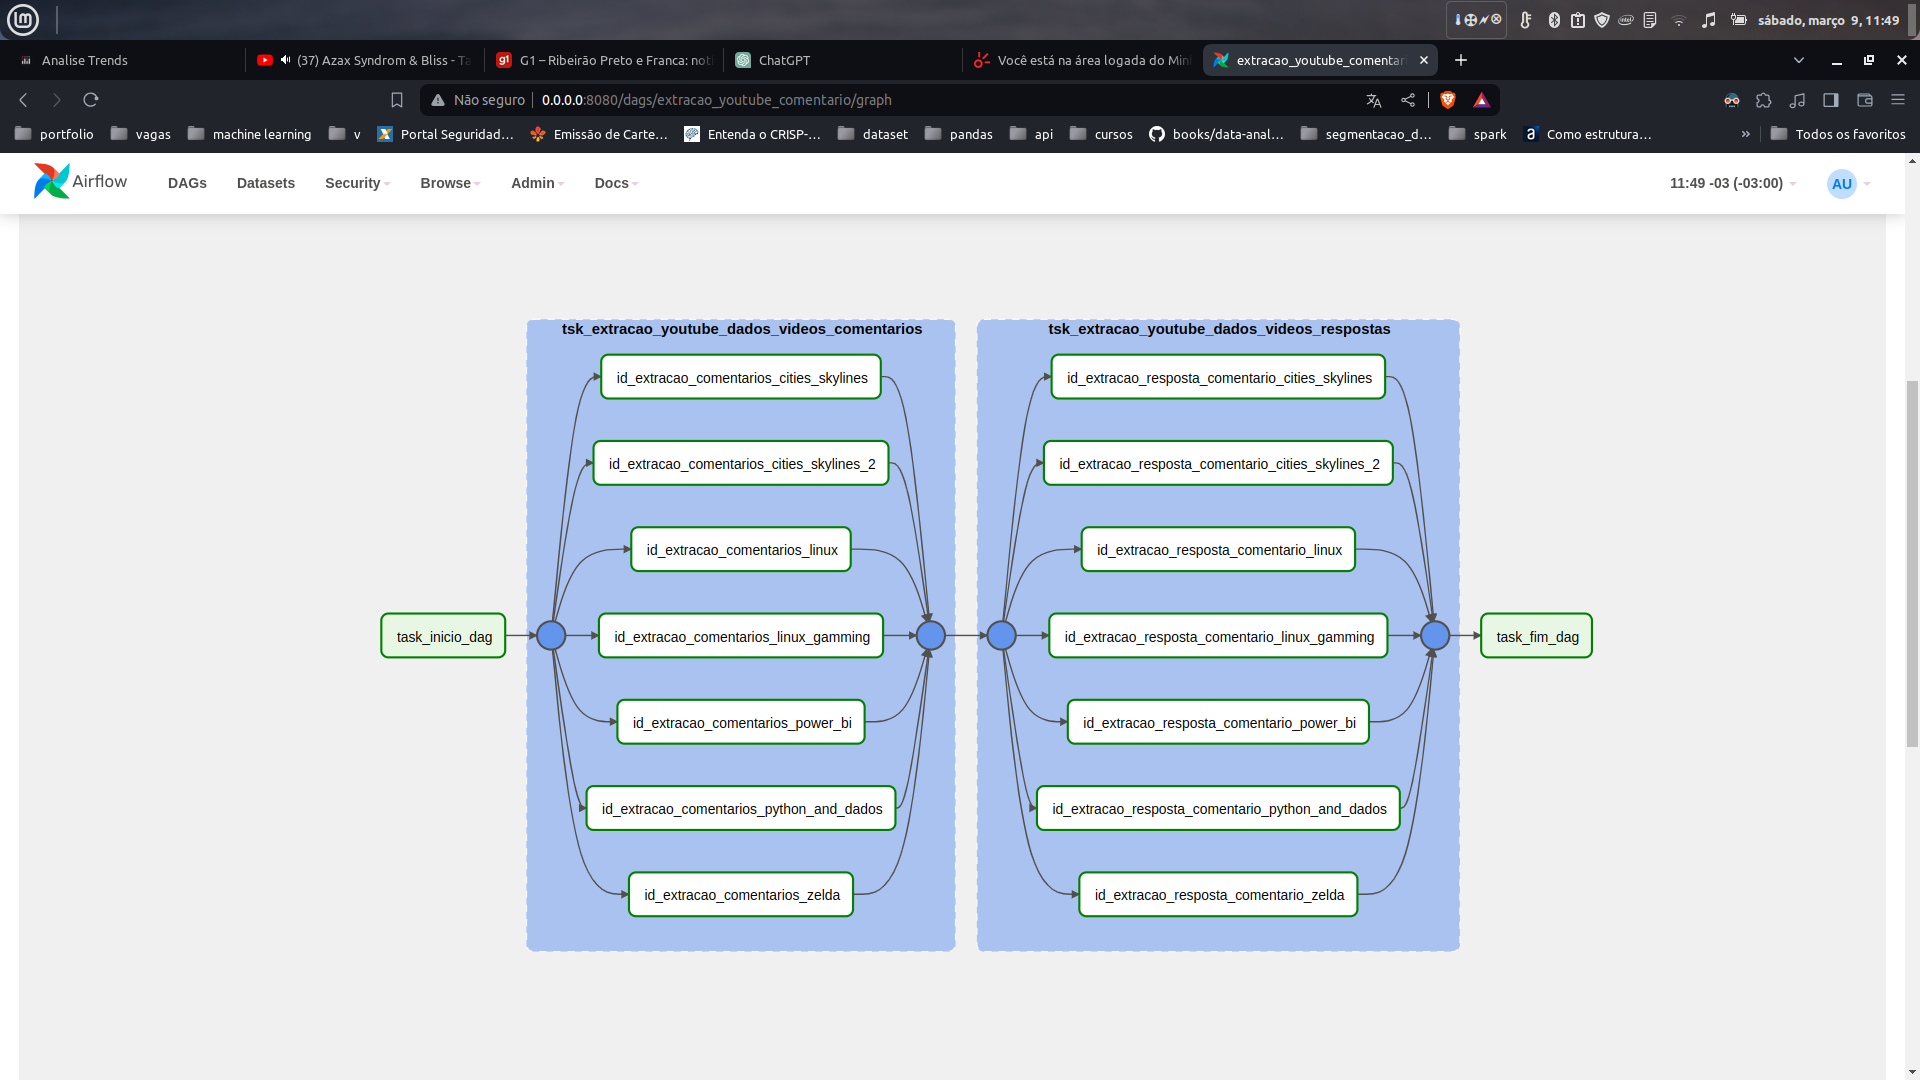 sábado, março 9, 11:49
Analise Trends
(37) Azax Syndrom & Bliss - Ta
G1 – Ribeirão Preto e Franca: notí
ChatGPT
Você está na área logada do Minh
extracao_youtube_comentar
Não seguro
0.0.0.0:8080/dags/extracao_youtube_comentario/graph
portfolio
vagas
machine learning
v
Portal Seguridad...
Emissão de Carte...
Entenda o CRISP-...
dataset
pandas
api
cursos
books/data-anal...
segmentacao_d...
spark
Como estrutura...
»
Todos os favoritos
Airflow
DAGs
Datasets
Security
Browse
Admin
Docs
11:49 -03 (-03:00)
AU
tsk_extracao_youtube_dados_videos_comentarios
id_extracao_comentarios_cities_skylines
id_extracao_comentarios_cities_skylines_2
id_extracao_comentarios_linux
task_inicio_dag
id_extracao_comentarios_linux_gamming
id_extracao_comentarios_power_bi
id_extracao_comentarios_python_and_dados
id_extracao_comentarios_zelda
tsk_extracao_youtube_dados_videos_respostas
id_extracao_resposta_comentario_cities_skylines
id_extracao_resposta_comentario_cities_skylines_2
id_extracao_resposta_comentario_linux
id_extracao_resposta_comentario_linux_gamming
id_extracao_resposta_comentario_power_bi
id_extracao_resposta_comentario_python_and_dados
id_extracao_resposta_comentario_zelda
task_fim_dag